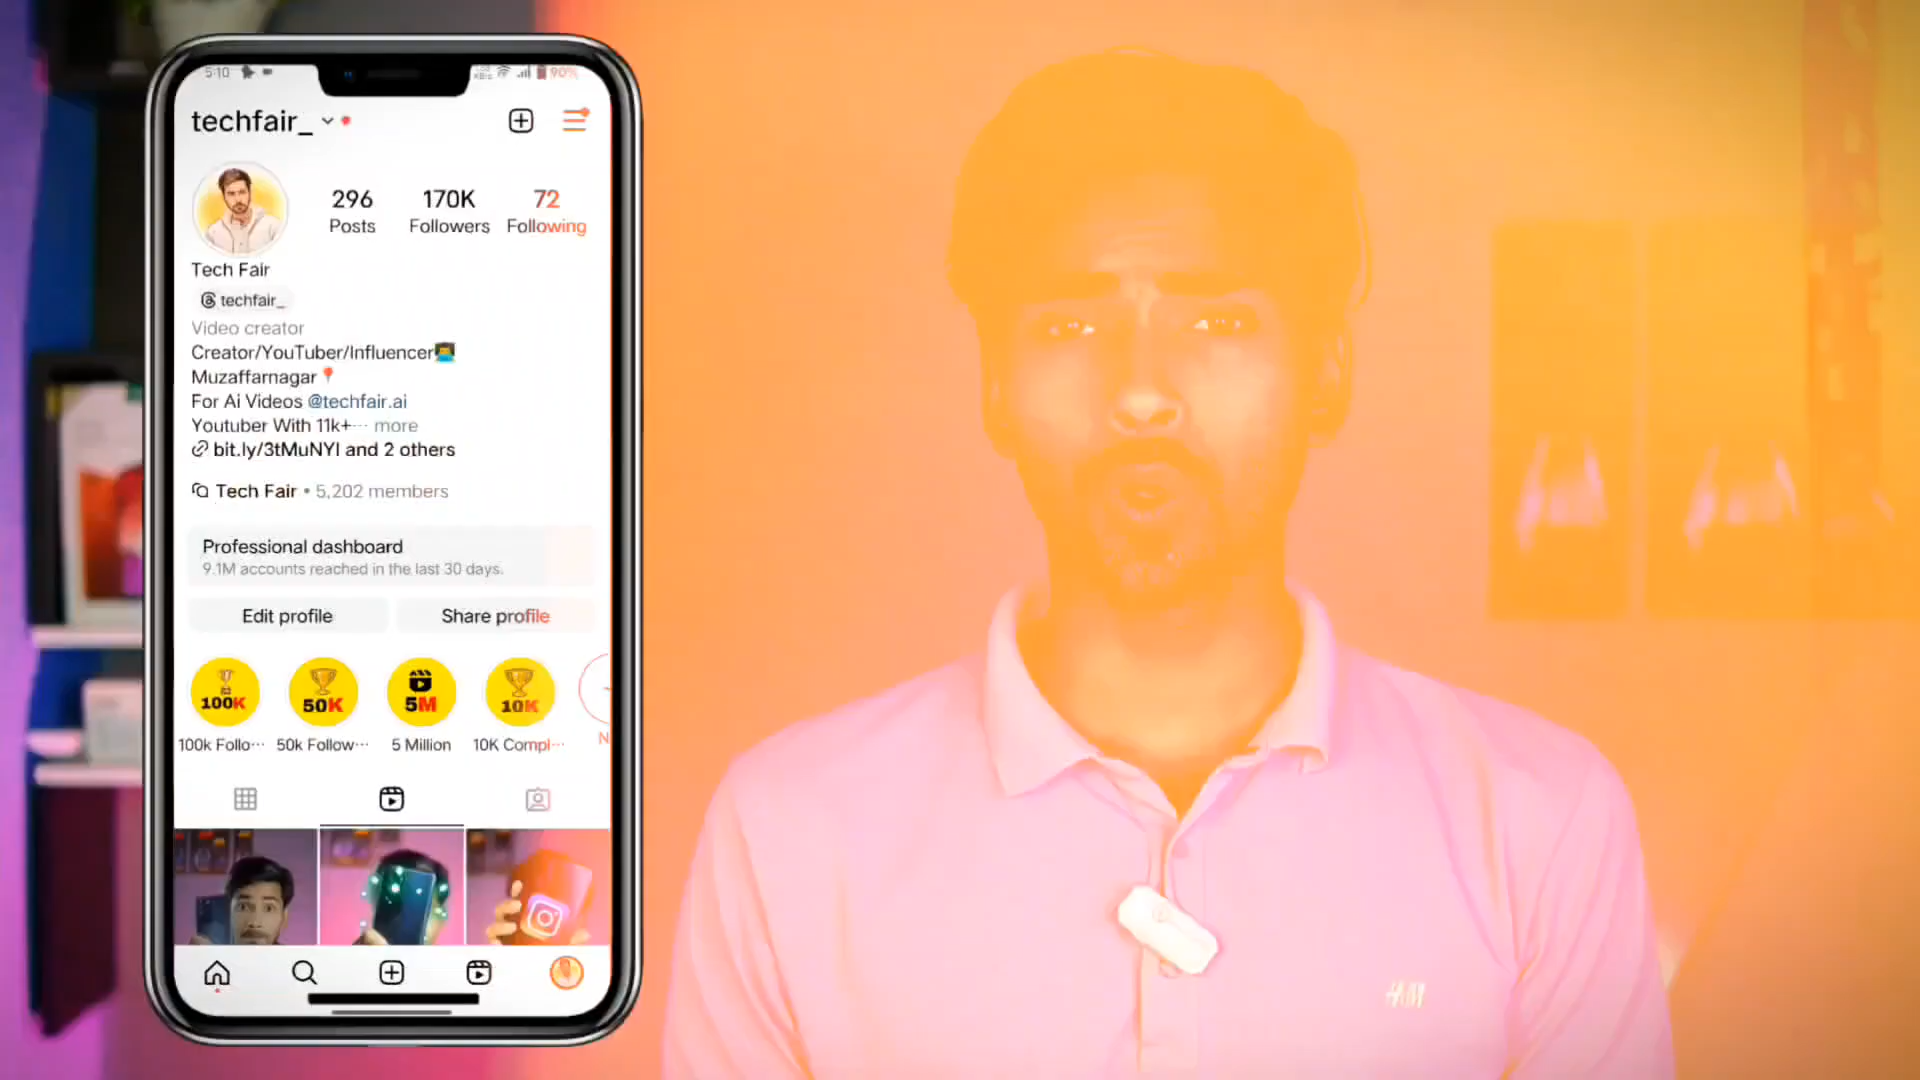 5:10
90%
techfair_
296
170K
72
Posts
Followers
Following
Tech Fair
techfair_
Video creator
Creator/YouTuber/Influencer
Muzaffarnagar
For Ai Videos @techfair.ai
Youtuber With 11k+... more
bit.ly/3tMuNYl and 2 others
Tech Fair • 5,202 members
Professional dashboard
9.1M accounts reached in the last 30 days.
Edit profile
Share profile
100K
50K
5M
10K
100k Follo...
50k Follow...
5 Million
10K Compl...
N